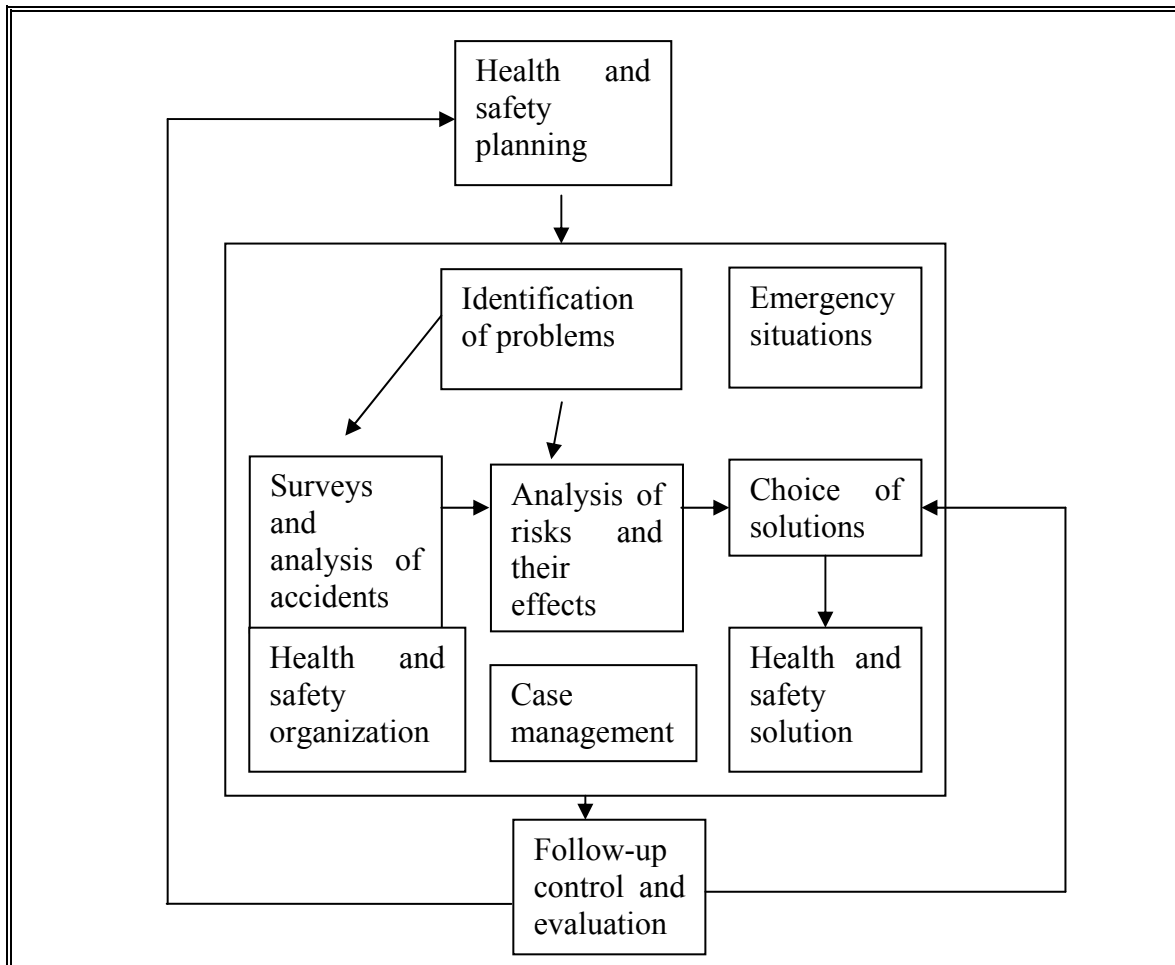 Health and
safety
planning
Identification
of problems
Emergency
situations
Surveys
and
analysis of
accidents
Analysis of
risks and
their
effects
Choice of
solutions
Health and
safety
organization
Case
management
Health and
safety
solution
Follow-up
control and
evaluation